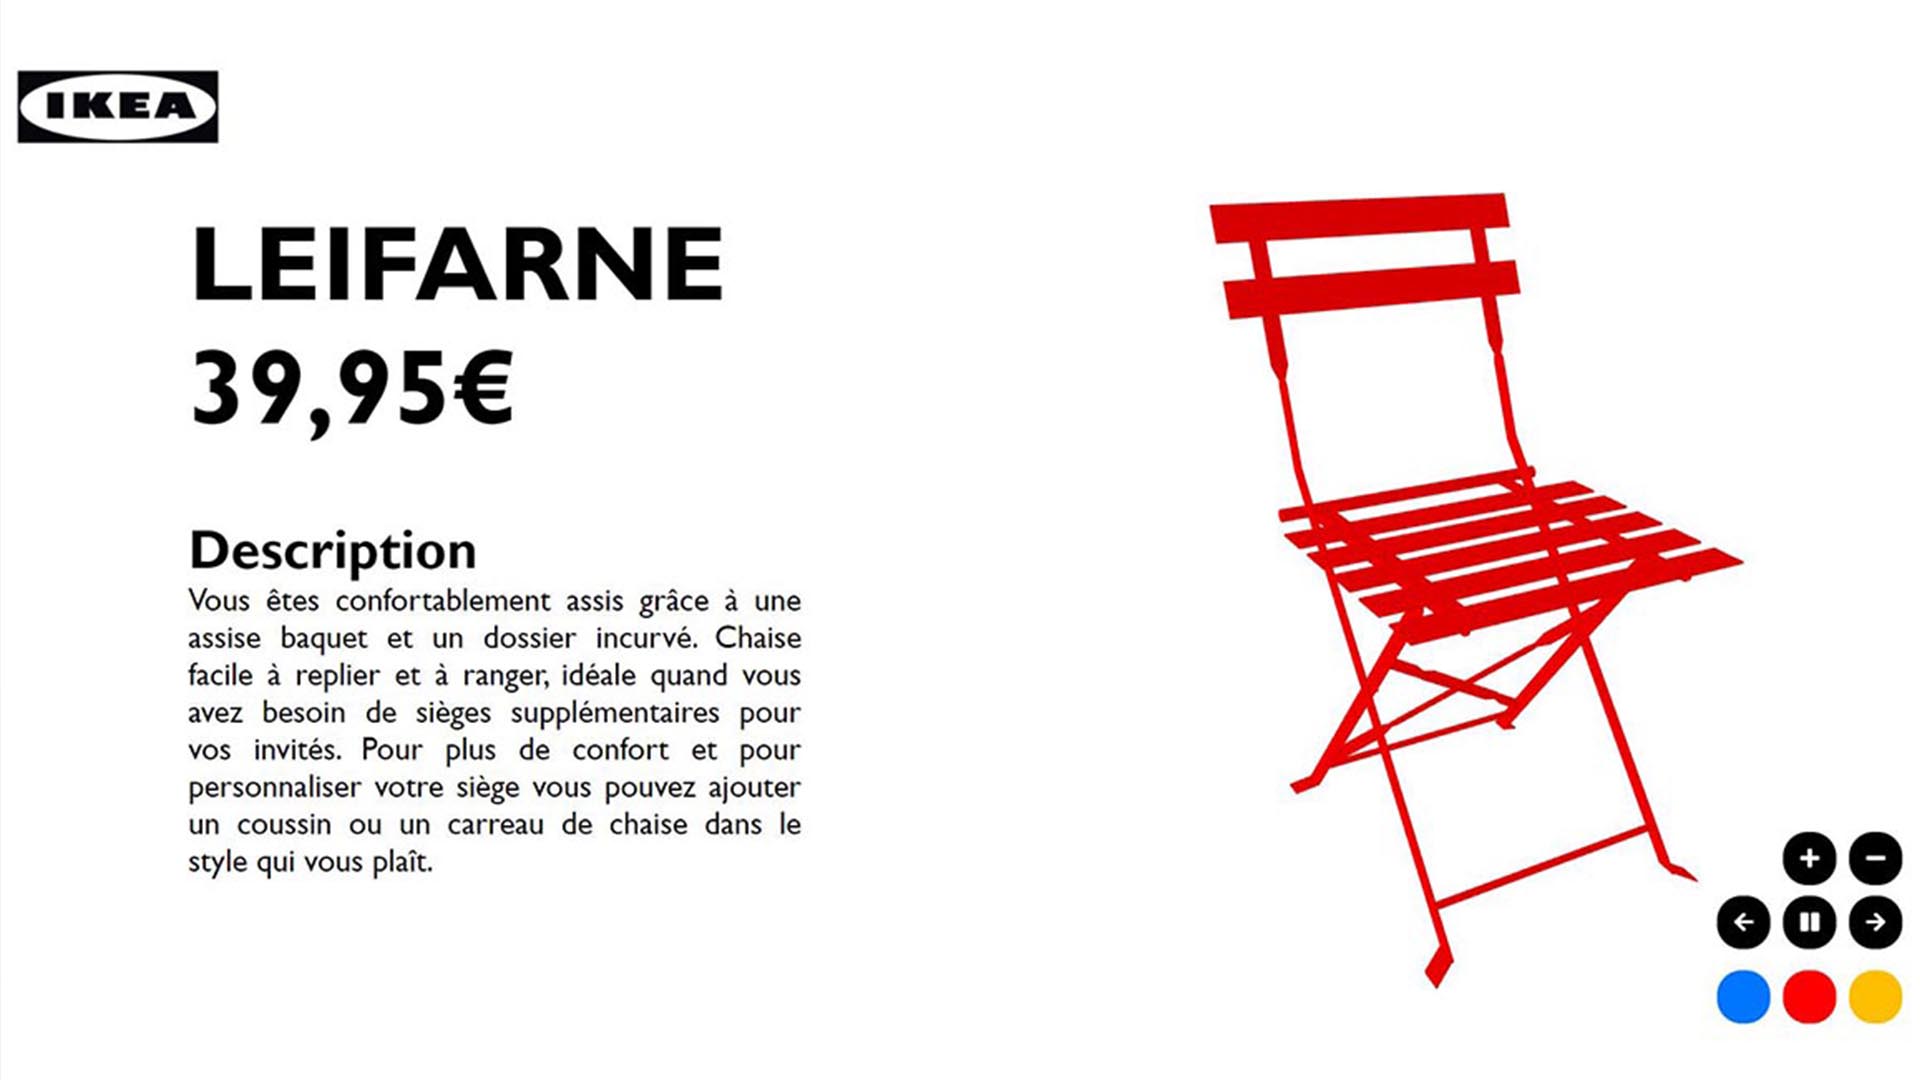 IKEA
LEIFARNE
39,95€
Description
Vous êtes confortablement assis grâce à une
assise baquet et un dossier incurvé. Chaise
facile à replier et à ranger, idéale quand vous
avez besoin de sièges supplémentaires pour
vos invités. Pour plus de confort et pour
personnaliser votre siège vous pouvez ajouter
un coussin ou un carreau de chaise dans le
style qui vous plaît.